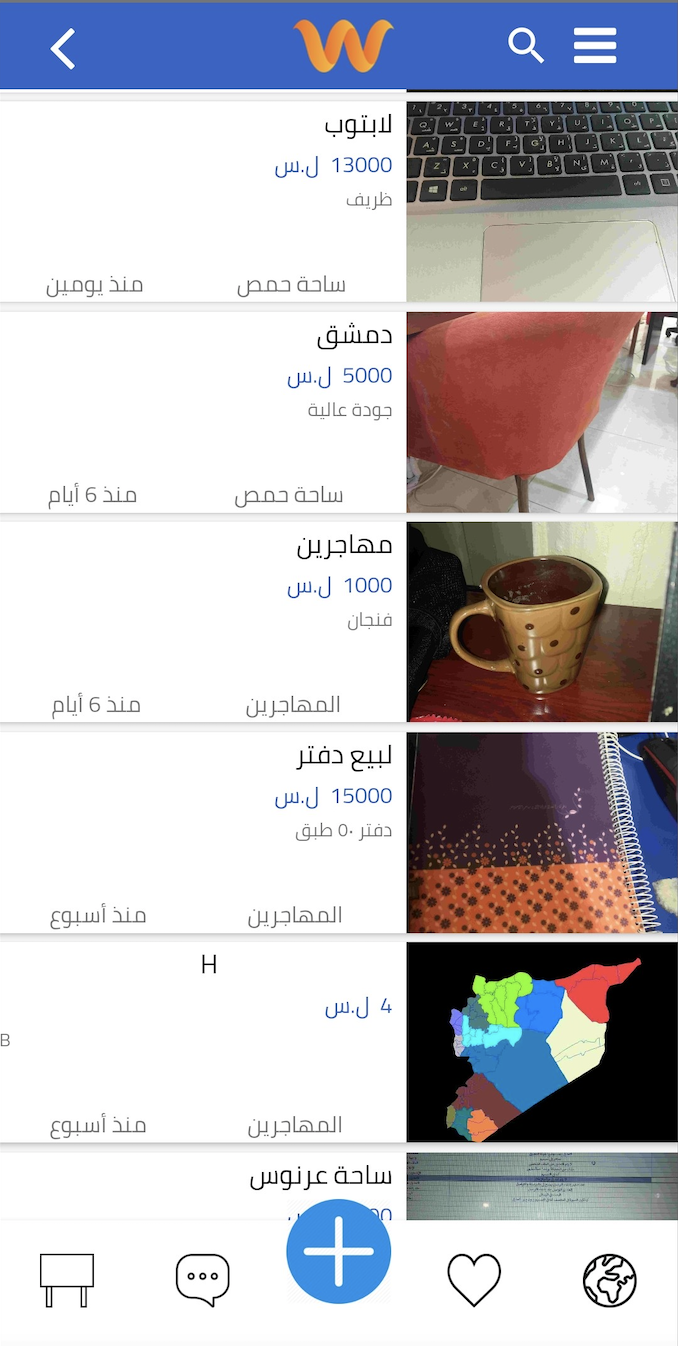 لابتوب
13000 ل.س
ظريف
ساحة حمص
منذ يومين
دمشق
5000 ل.س
جودة عالية
ساحة حمص
منذ 6 أيام
مهاجرين
1000 ل.س
فنجان
المهاجرين
منذ 6 أيام
لبيع دفتر
15000 ل.س
دفتر ٥٠ طبق
المهاجرين
منذ أسبوع
H
4 ل.س
B
المهاجرين
منذ أسبوع
ساحة عرنوس